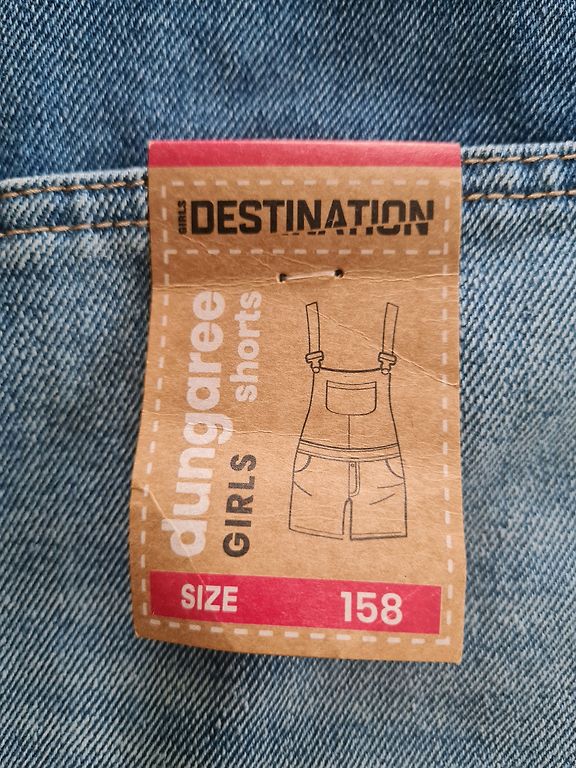 GIRLS DESTINATION
dungaree
shorts
GIRLS
SIZE 158